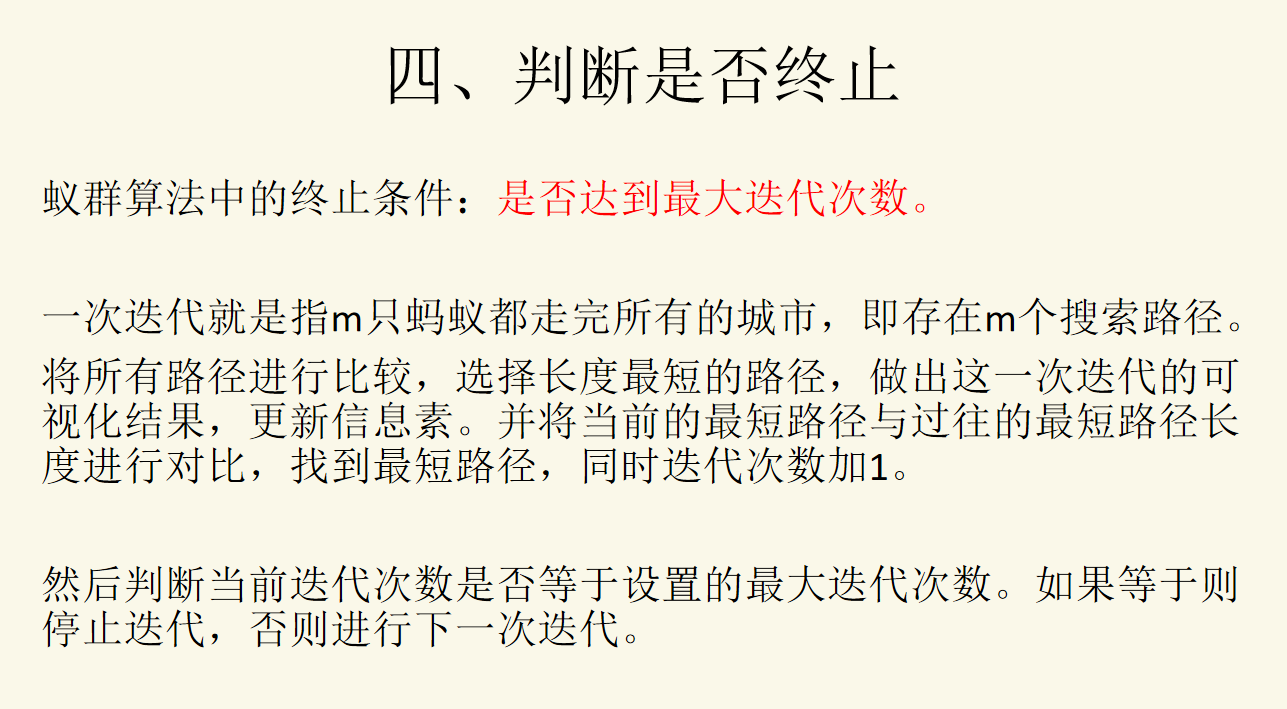 四、判断是否终止
蚁群算法中的终止条件：是否达到最大迭代次数。
一次迭代就是指m只蚂蚁都走完所有的城市，即存在m个搜索路径。
将所有路径进行比较，选择长度最短的路径，做出这一次迭代的可
视化结果，更新信息素。并将当前的最短路径与过往的最短路径长
度进行对比，找到最短路径，同时迭代次数加1。
然后判断当前迭代次数是否等于设置的最大迭代次数。如果等于则
停止迭代，否则进行下一次迭代。